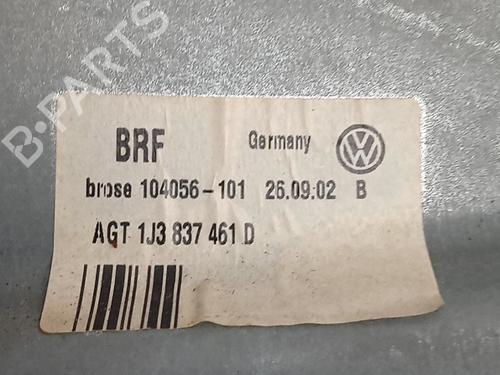 B-PARTS
BRF Germany
brose 104056-101 26.09.02 B
AGT 1J3 837 461 D